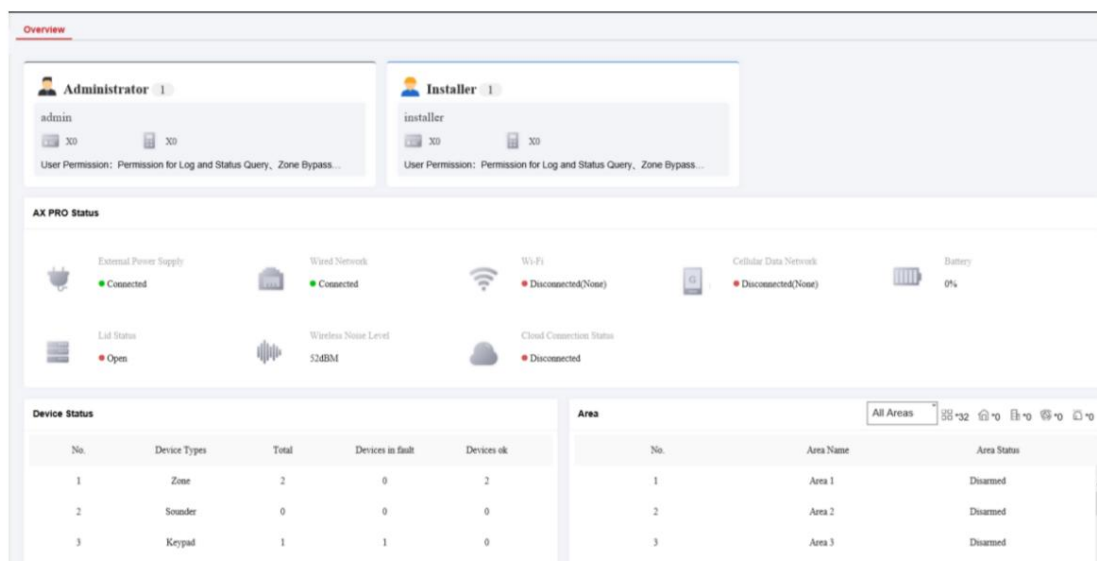 Overview
Administrator 1
admin
X0 X0
User Permission: Permission for Log and Status Query, Zone Bypass...
Installer 1
installer
X0 X0
User Permission: Permission for Log and Status Query, Zone Bypass...
AX PRO Status
External Power Supply
Connected
Wired Network
Connected
Wi-Fi
Disconnected(None)
G
Cellular Data Network
Disconnected(None)
Battery
0%
Lid Status
Open
Wireless Noise Level
52dBM
Cloud Connection Status
Disconnected
Device Status
No. Device Types Total Devices in fault Devices ok
1 Zone 2 0 2
2 Sounder 0 0 0
3 Keypad 1 1 0
Area All Areas *32 *0 *0 *0 *0
No. Area Name Area Status
1 Area 1 Disarmed
2 Area 2 Disarmed
3 Area 3 Disarmed